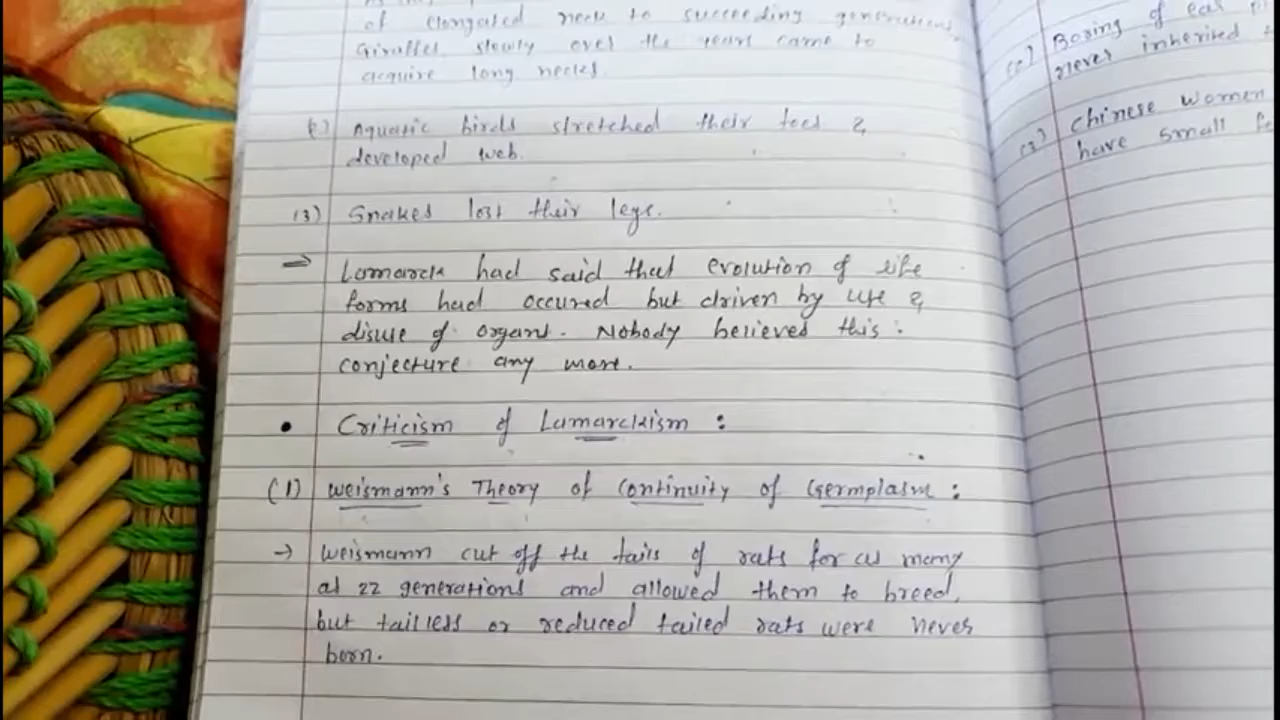 of elongated neck to succeeding generations.
Giraffes slowly over the years came to
acquire long necks.
Aquatic birds stretched their toes &
developed web.
(3) Snakes lost their legs.
⇒ Lamarck had said that evolution of life
forms had occured but driven by use &
disuse of organs. Nobody believed this
conjecture any more.
• Criticism of Lamarckism :
(1) Weismann's Theory of Continuity of Germplasm :
→ Weismann cut off the tails of rats for as many
as 22 generations and allowed them to breed,
but tailless or reduced tailed rats were never
born.
Boring of ear
never inherited
(3) Chinese women
have small